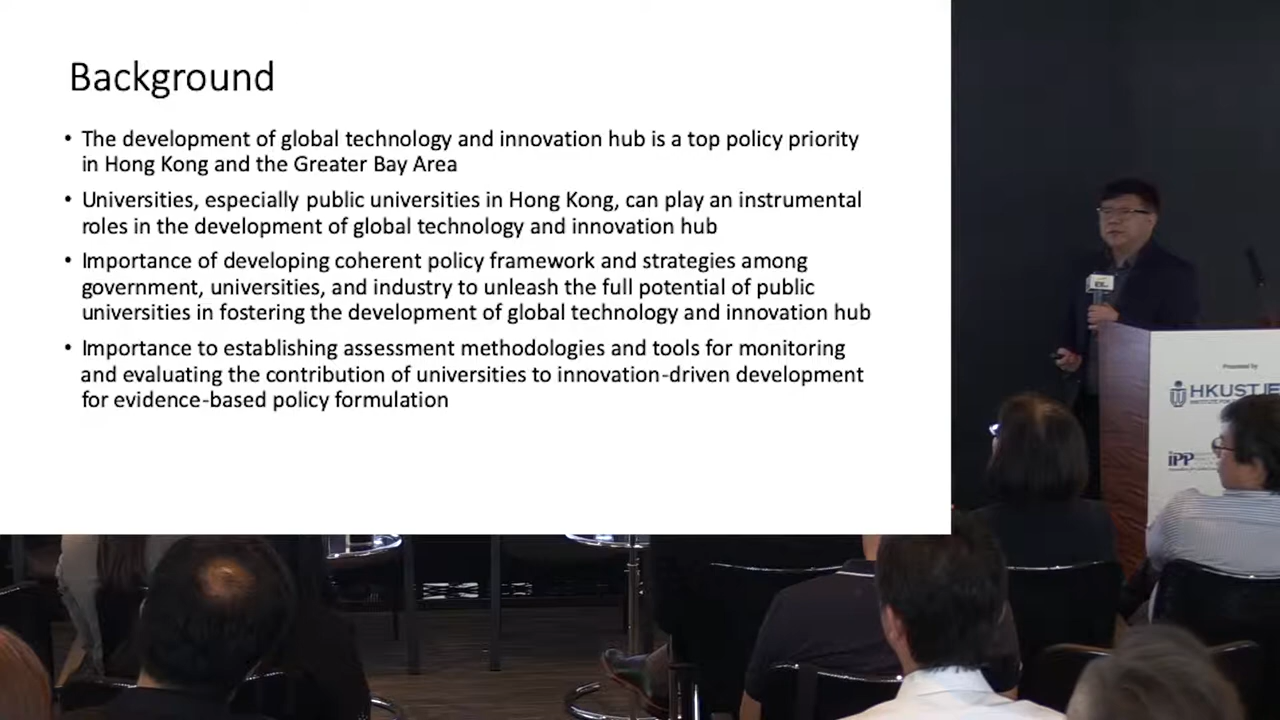 Background
• The development of global technology and innovation hub is a top policy priority
in Hong Kong and the Greater Bay Area
• Universities, especially public universities in Hong Kong, can play an instrumental
roles in the development of global technology and innovation hub
• Importance of developing coherent policy framework and strategies among
government, universities, and industry to unleash the full potential of public
universities in fostering the development of global technology and innovation hub
• Importance to establishing assessment methodologies and tools for monitoring
and evaluating the contribution of universities to innovation-driven development
for evidence-based policy formulation
Presented by
HKUST IE
INSTITUTE FOR
iPP